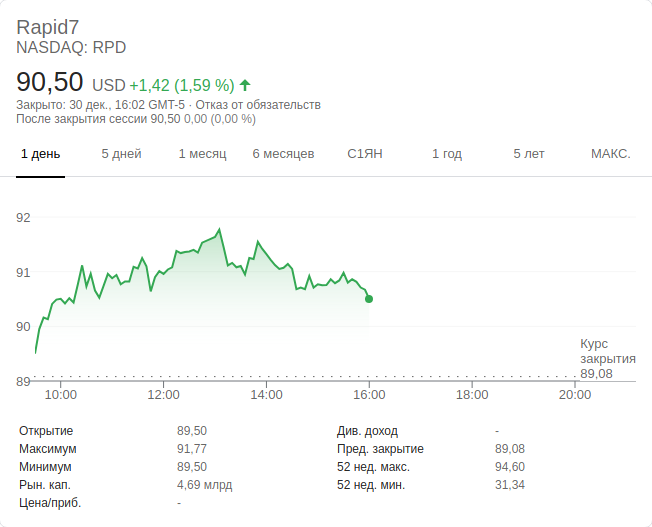 Rapid7
NASDAQ: RPD
90,50 USD +1,42 (1,59 %)
Закрыто: 30 дек., 16:02 GMT-5 · Отказ от обязательств
После закрытия сессии 90,50 0,00 (0,00 %)
1 день 5 дней 1 месяц 6 месяцев С1ЯН 1 год 5 лет МАКС.
92
91
90
89
Курс
закрытия
89,08
10:00 12:00 14:00 16:00 18:00 20:00
Открытие 89,50 Див. доход -
Максимум 91,77 Пред. закрытие 89,08
Минимум 89,50 52 нед. макс. 94,60
Рын. кап. 4,69 млрд 52 нед. мин. 31,34
Цена/приб. -